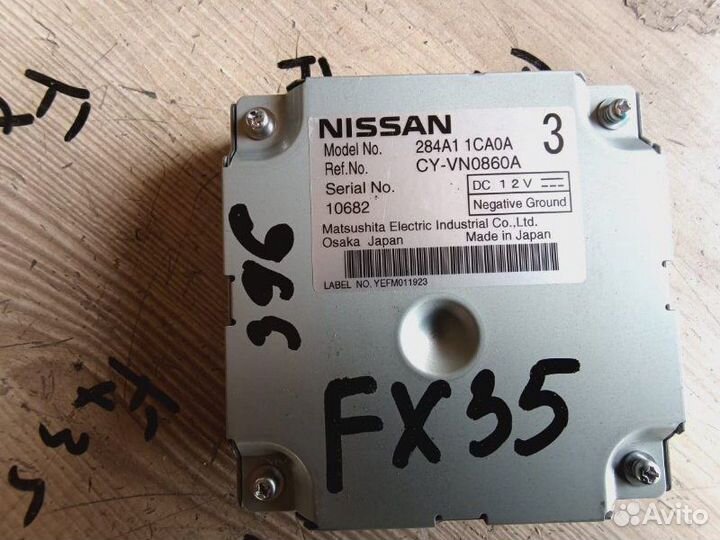 NISSAN 3
Model No. 284A1 1CA0A
Ref.No. CY-VN0860A
Serial No. DC 12V
10682 Negative Ground
Matsushita Electric Industrial Co.,Ltd.
Osaka Japan Made in Japan
LABEL NO. YEFM011923
396
FX35
Avito